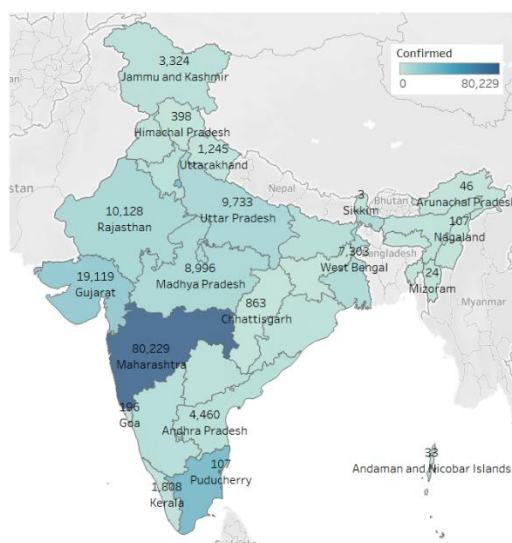 Confirmed
0 80,229
3,324
Jammu and Kashmir
398
Himachal Pradesh
1,245
Uttarakhand
Nepal
Bhutan
3
Sikkim
46
Arunachal Pradesh
107
Nagaland
10,128
Rajasthan
9,733
Uttar Pradesh
7,303
West Bengal
Bangladesh
24
Mizoram
Myanmar
19,119
Gujarat
8,996
Madhya Pradesh
863
Chhattisgarh
80,229
Maharashtra
196
Goa
4,460
Andhra Pradesh
33
Andaman and Nicobar Islands
107
Puducherry
1,808
Kerala